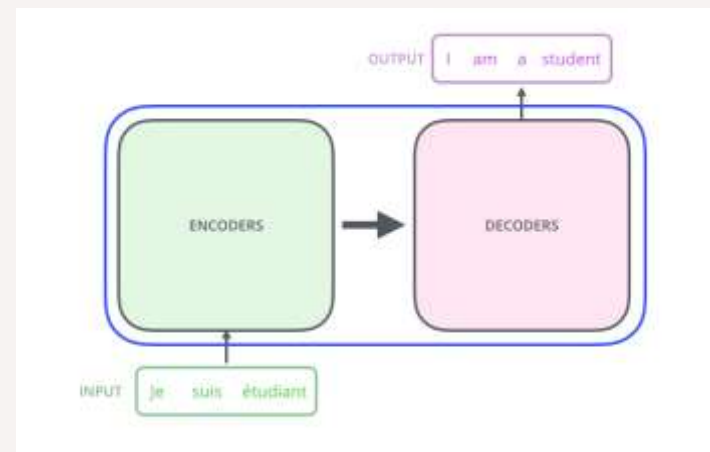 OUTPUT I am a student
ENCODERS DECODERS
INPUT Je suis étudiant